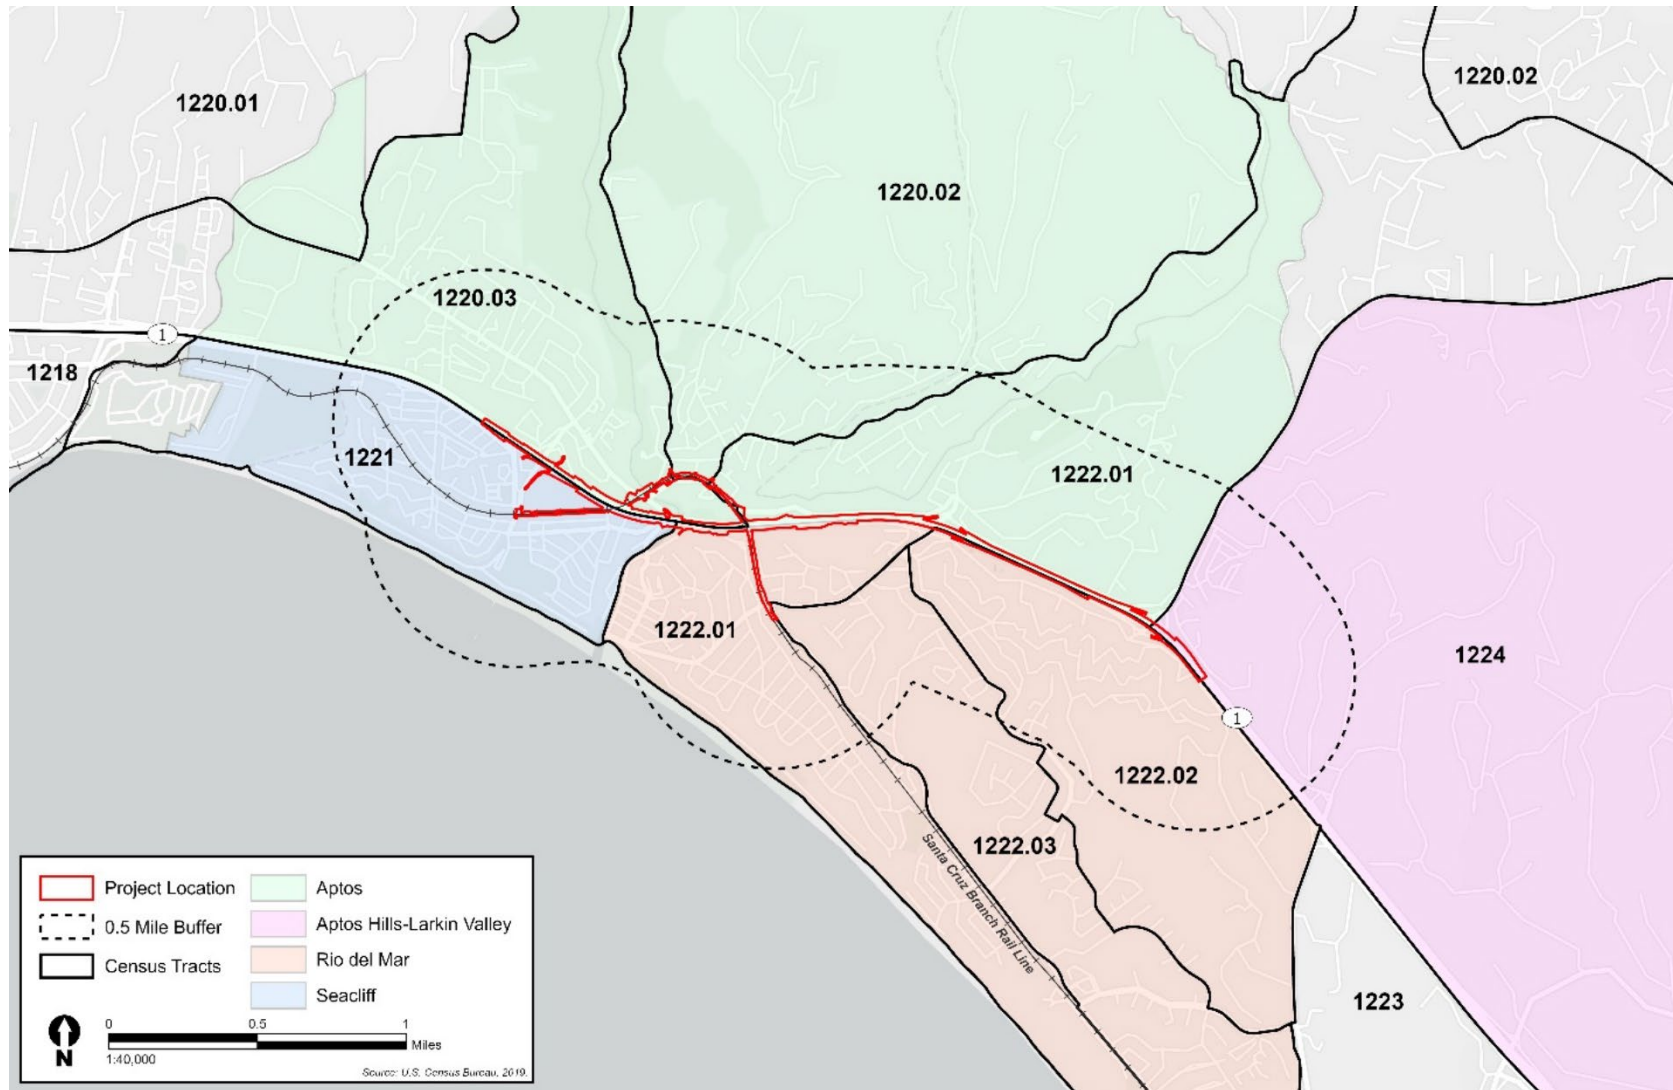 1220.01
1220.02
1220.02
1220.03
1
1218
1221
1222.01
1222.01
1224
1
1222.02
1222.03
Santa Cruz Branch Rail Line
1223
Project Location
0.5 Mile Buffer
Census Tracts
Aptos
Aptos Hills-Larkin Valley
Rio del Mar
Seacliff
N
0 0.5 1
Miles
1:40,000
Source: U.S. Census Bureau, 2019.